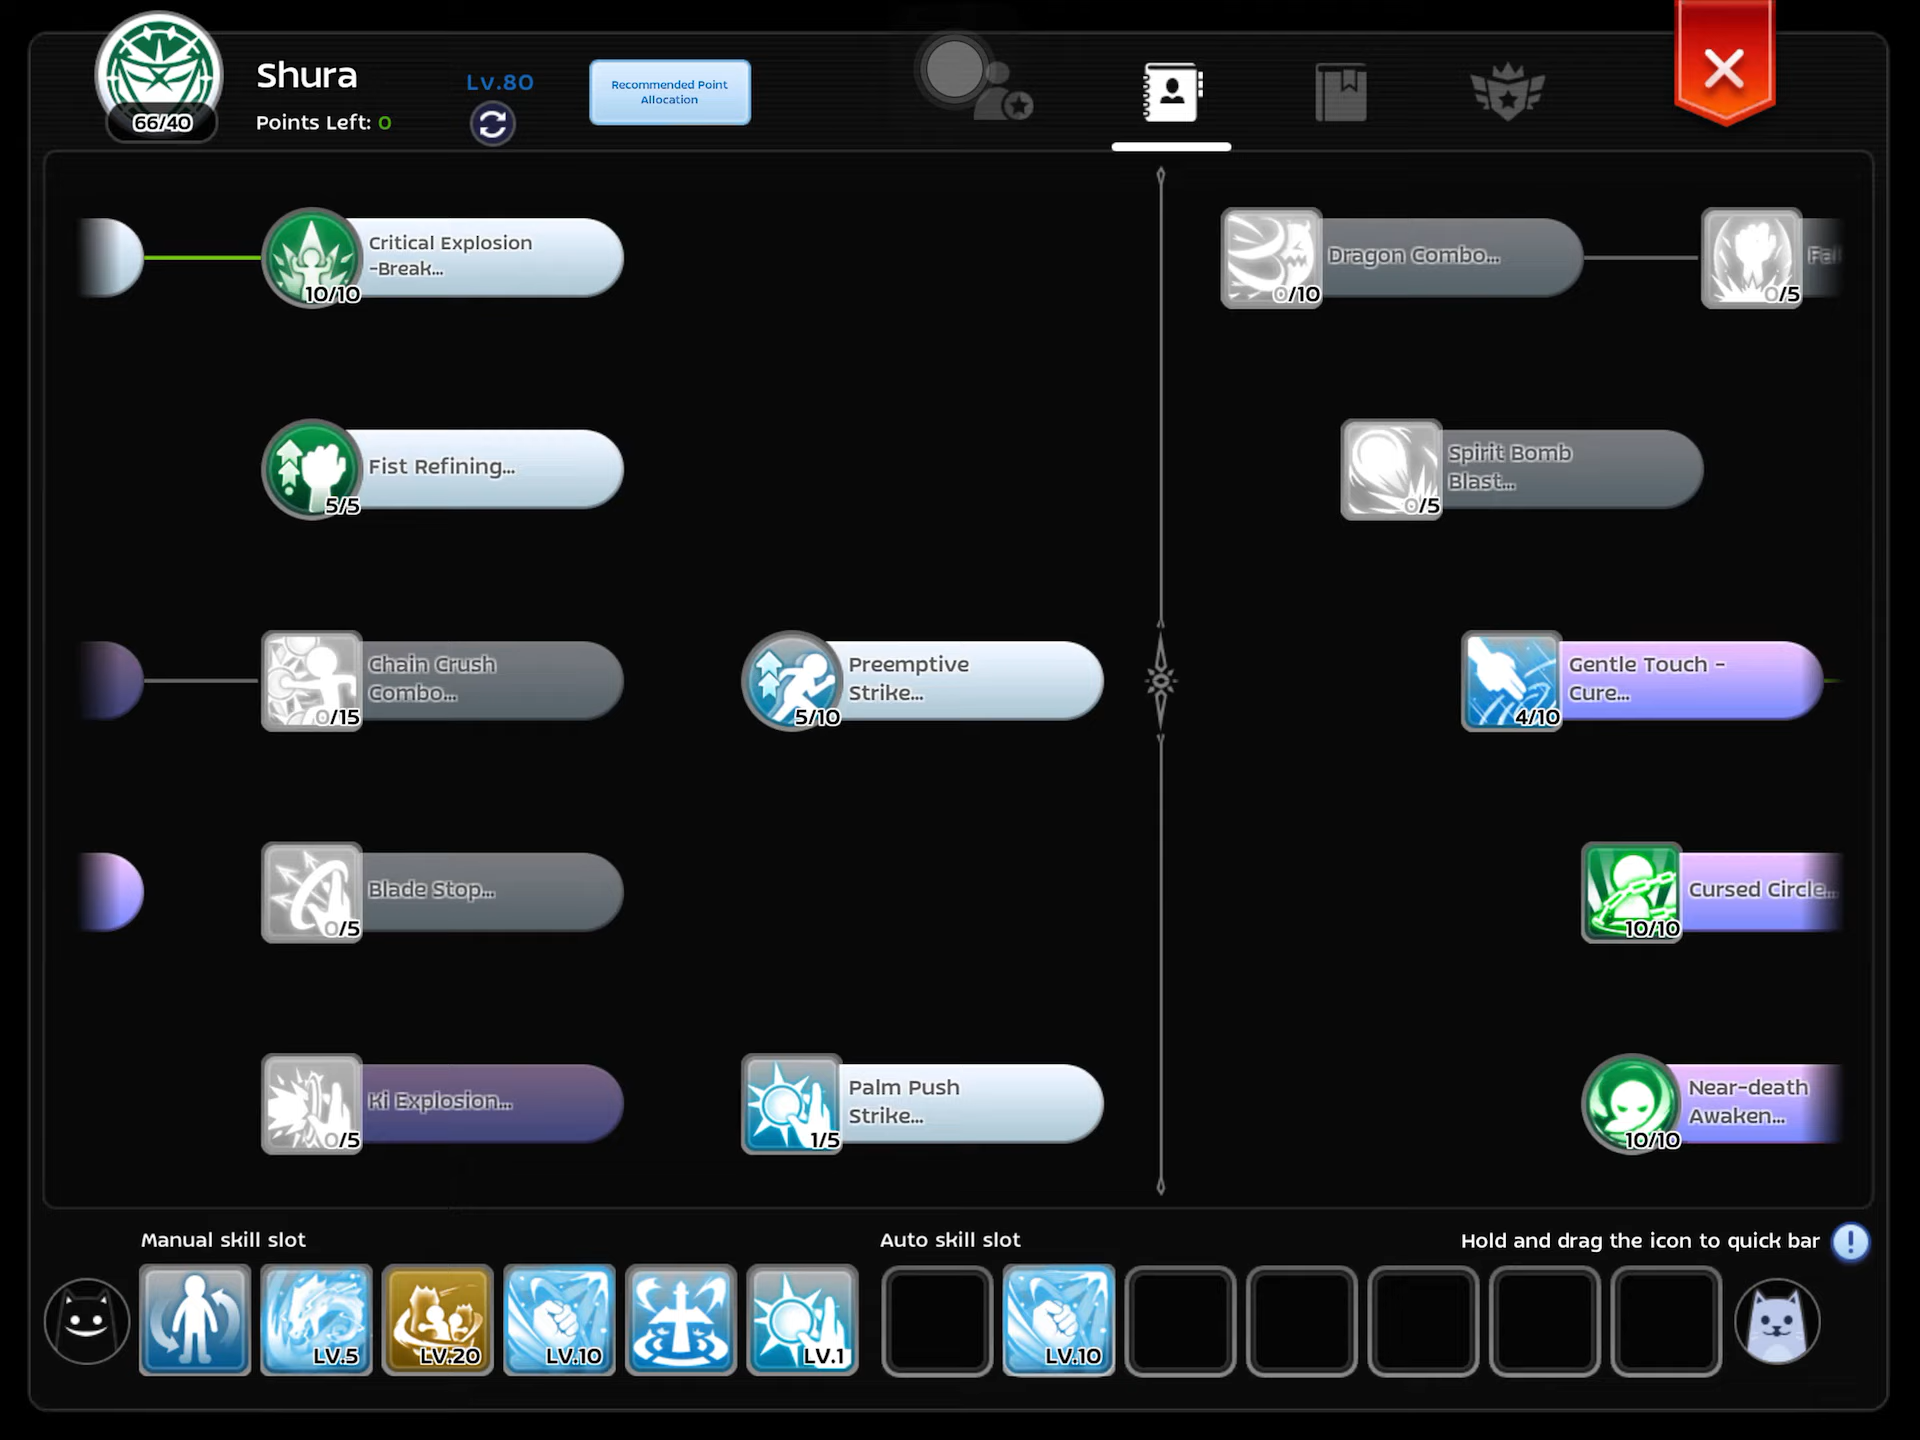 Shura
Lv.80
66/40
Points Left: 0
Recommended Point
Allocation
Critical Explosion
-Break...
10/10
Dragon Combo...
0/10
Fal
0/5
Fist Refining...
5/5
Spirit Bomb
Blast...
0/5
Chain Crush
Combo...
0/15
Preemptive
Strike...
5/10
Gentle Touch -
Cure...
4/10
Blade Stop...
0/5
Cursed Circle...
10/10
Ki Explosion...
0/5
Palm Push
Strike...
1/5
Near-death
Awaken...
10/10
Manual skill slot
Auto skill slot
Hold and drag the icon to quick bar
LV.5
LV.20
LV.10
LV.1
LV.10